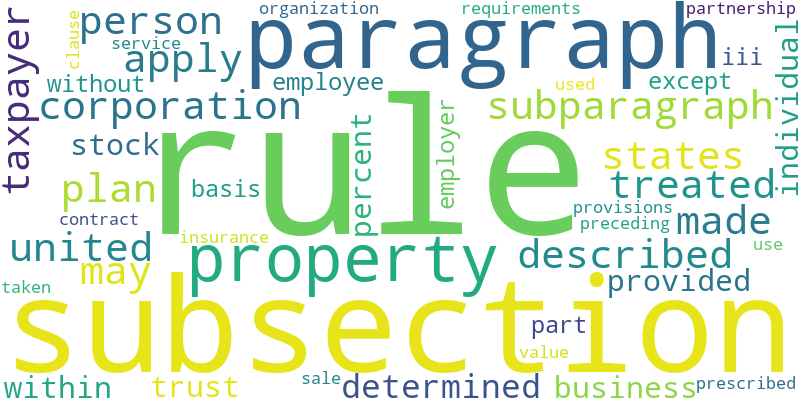 organization
requirements
partnership
taxpayer
clause
person
service
apply
paragraph
iii
without
employee
used
except
individual
corporation
subparagraph
stock
rule
percent
employer
states
plan
basis
treated
contract
provisions
preceding
made
united
insurance
property
described
use
may
provided
taken
subsection
part
value
within
trust
sale
determined
business
prescribed